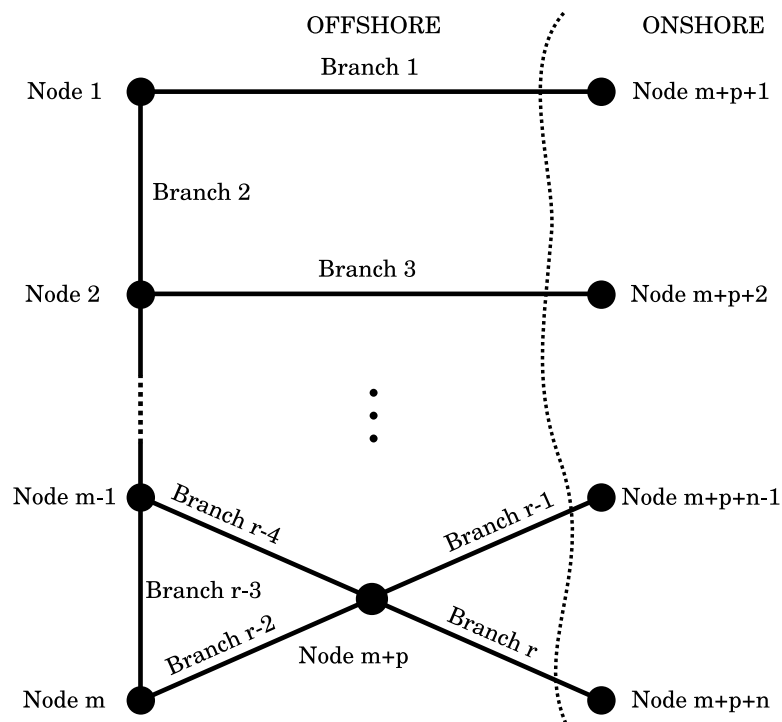 OFFSHORE
ONSHORE
Branch 1
Node 1
Node m+p+1
Branch 2
Branch 3
Node 2
Node m+p+2
Node m-1
Branch r-4
Branch r-1
Node m+p+n-1
Branch r-3
Branch r-2
Node m+p
Branch r
Node m
Node m+p+n